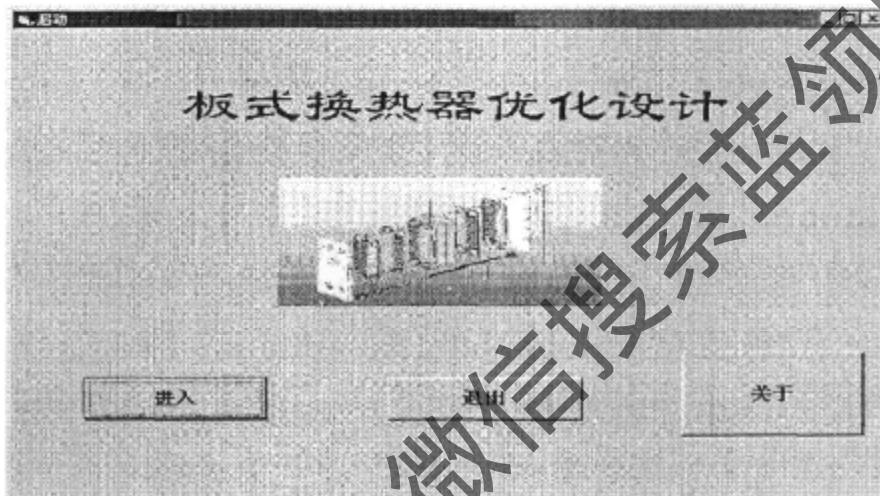 启动
板式换热器优化设计
进入 退出 关于
微信搜索蓝领